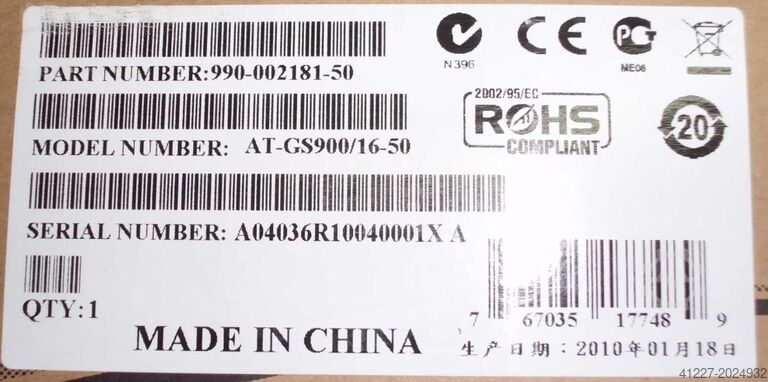 PART NUMBER:990-002181-50
MODEL NUMBER: AT-GS900/16-50
SERIAL NUMBER: A04036R10040001X A
QTY:1
MADE IN CHINA
N396
CE
PCT
ME06
2002/95/EC
ROHS
COMPLIANT
20
7 67035 17748 9
生产日期：2010年01月18日
41227-2024932